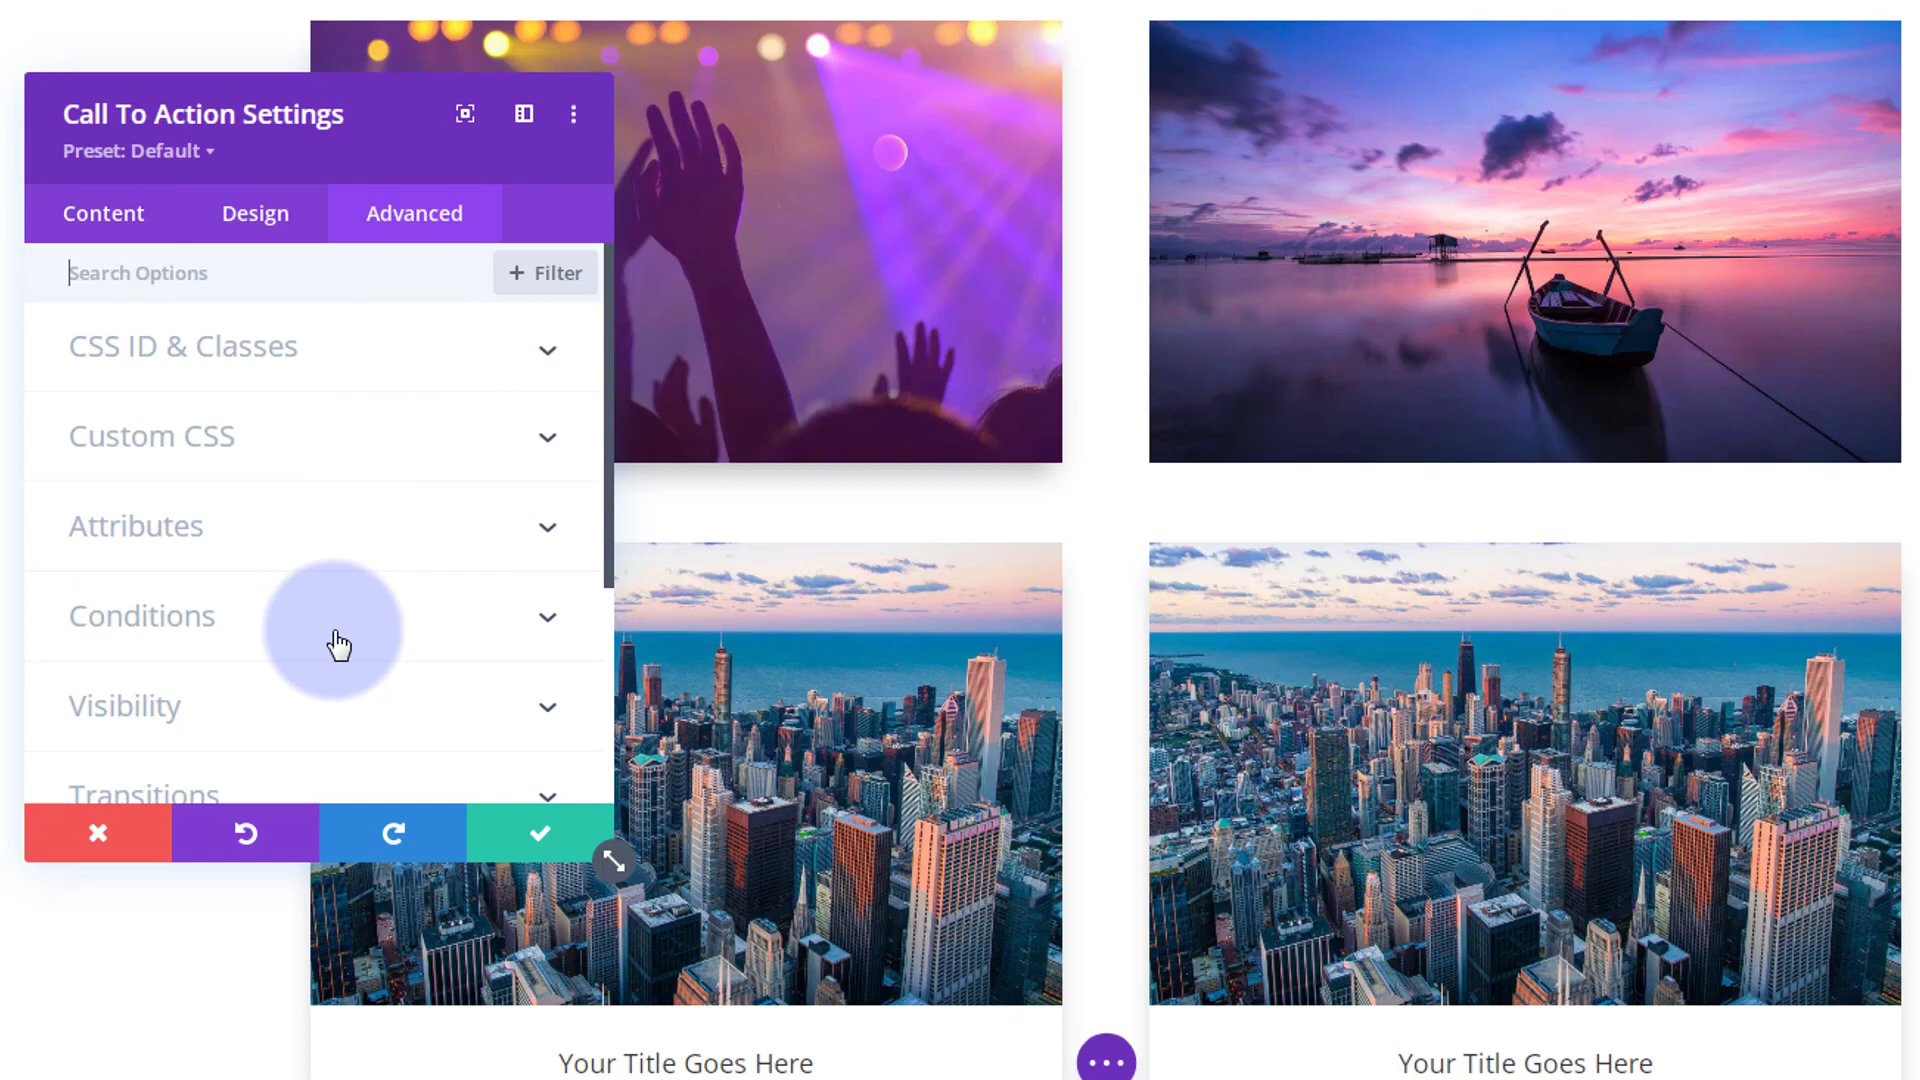 Call To Action Settings
Preset: Default
Content
Design
Advanced
Search Options
+ Filter
CSS ID & Classes
Custom CSS
Attributes
Conditions
Visibility
Transitions
Your Title Goes Here
Your Title Goes Here